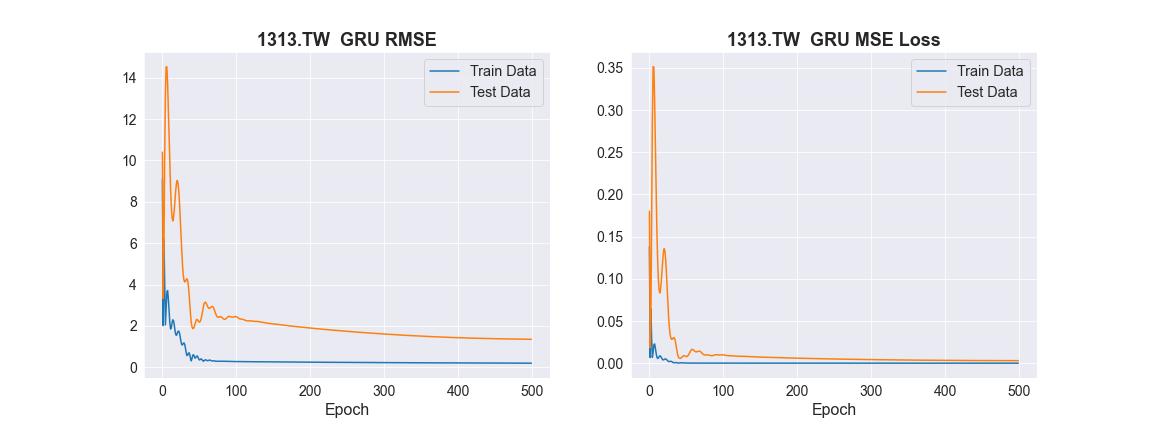 1313.TW  GRU RMSE
Train Data
Test Data
14
12
10
8
6
4
2
0
0 100 200 300 400 500
Epoch
1313.TW  GRU MSE Loss
Train Data
Test Data
0.35
0.30
0.25
0.20
0.15
0.10
0.05
0.00
0 100 200 300 400 500
Epoch